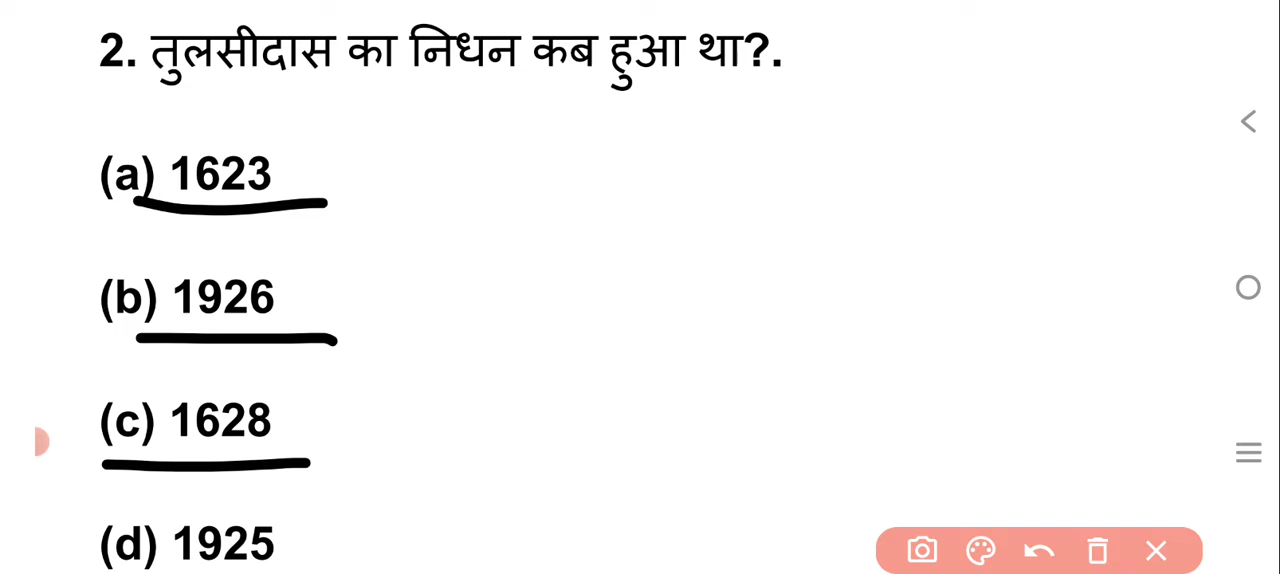 2. तुलसीदास का निधन कब हुआ था?.
(a) 1623
(b) 1926
(c) 1628
(d) 1925